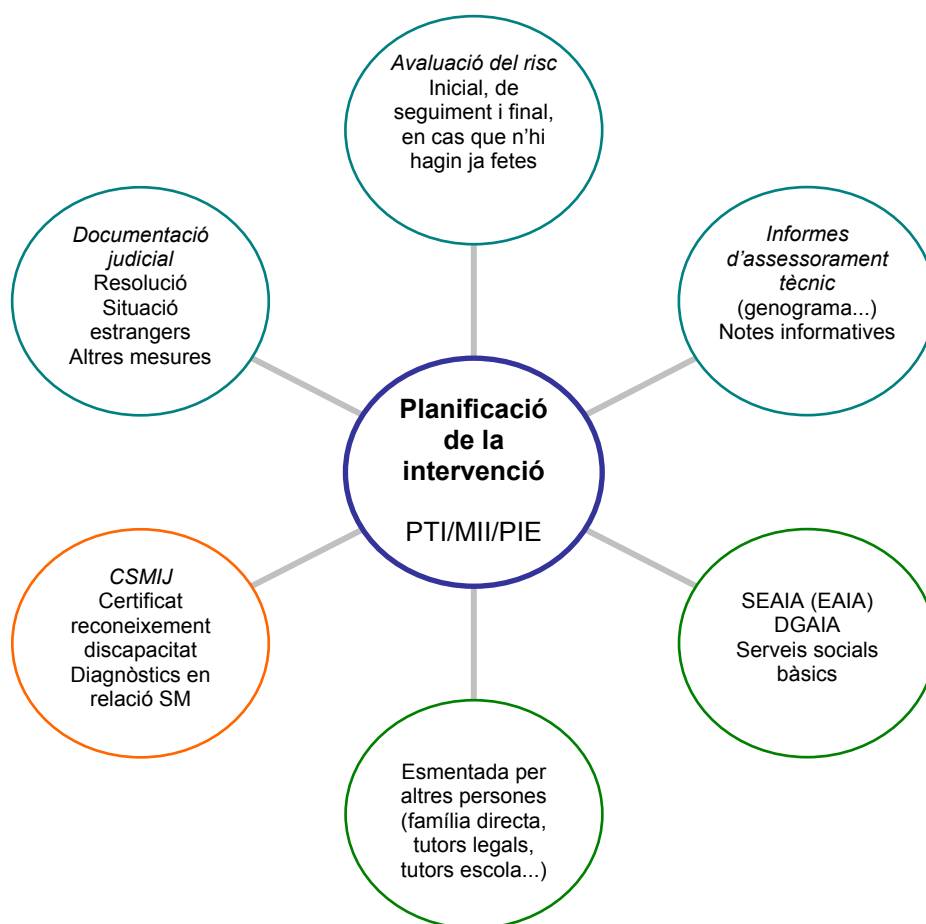 Avaluació del risc
Inicial, de
seguiment i final,
en cas que n’hi
hagin ja fetes
Documentació
judicial
Resolució
Situació
estrangers
Altres mesures
Informes
d’assessorament
tècnic
(genograma...)
Notes informatives
Planificació
de la
intervenció
PTI/MII/PIE
CSMIJ
Certificat
reconeixement
discapacitat
Diagnòstics en
relació SM
SEAIA (EAIA)
DGAIA
Serveis socials
bàsics
Esmentada per
altres persones
(família directa,
tutors legals,
tutors escola...)